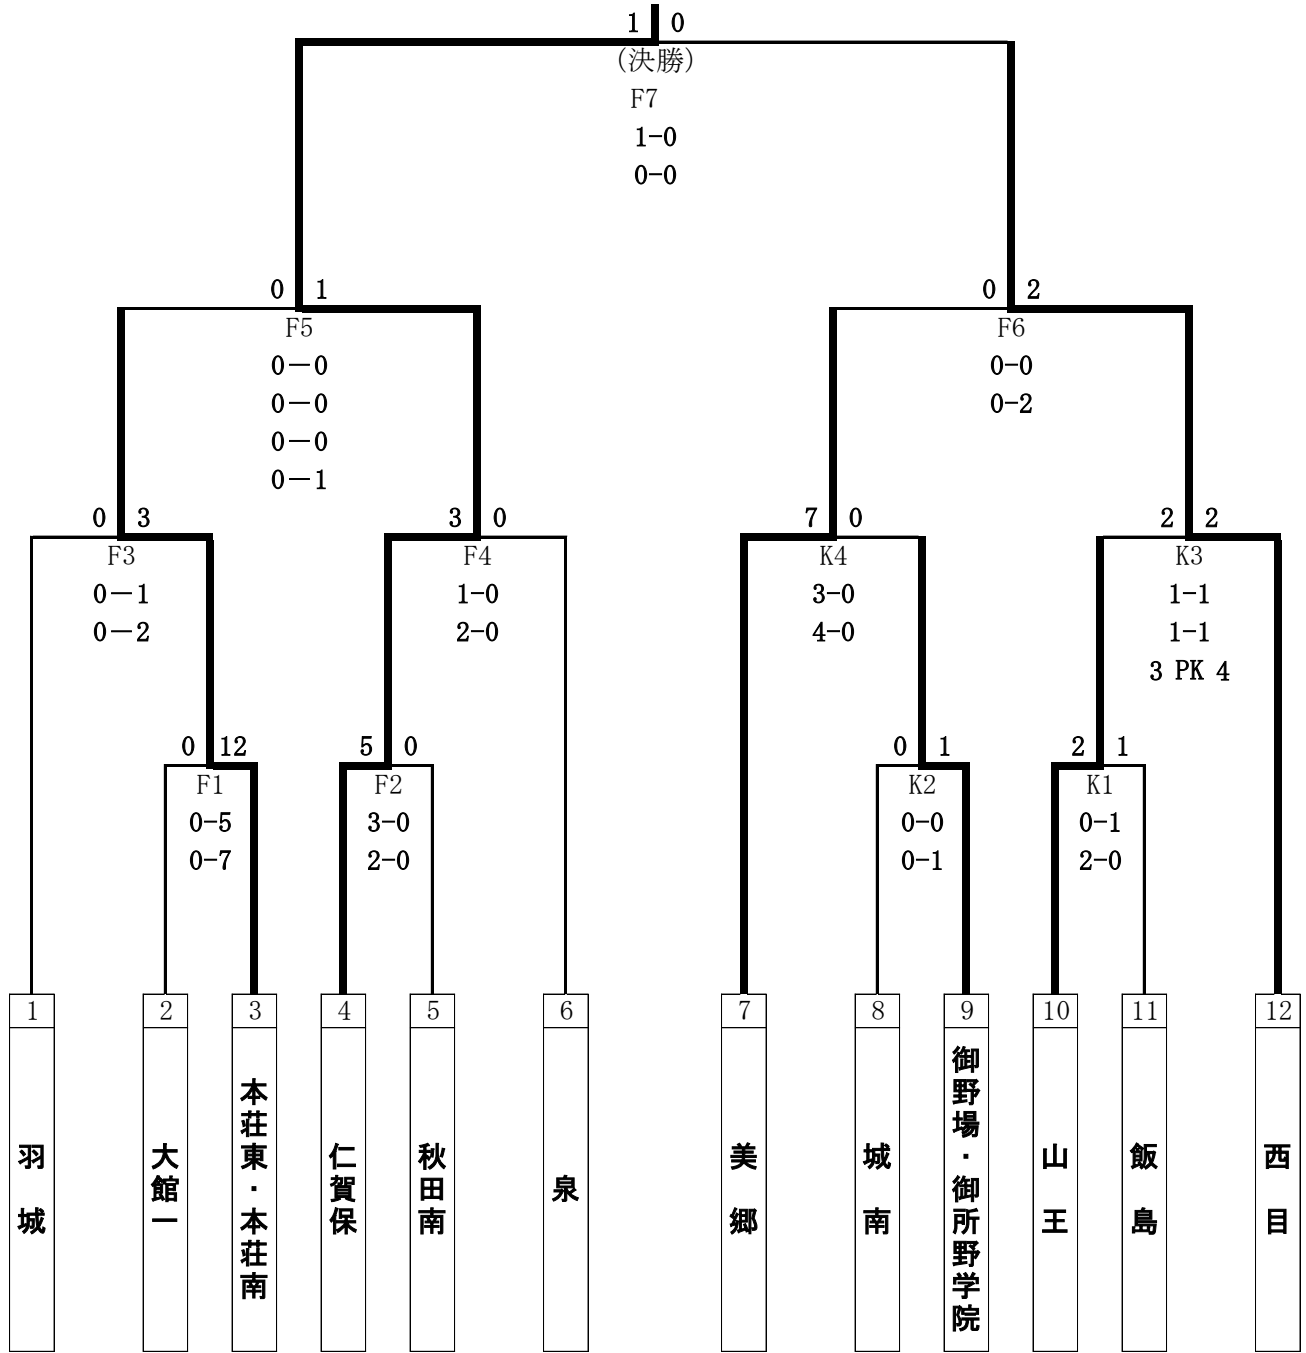 1 0
(決勝)
F7
1-0
0-0
0 1
F5
0－0
0－0
0－0
0－1
0 2
F6
0-0
0-2
0 3
F3
0－1
0－2
3 0
F4
1-0
2-0
7 0
K4
3-0
4-0
2 2
K3
1-1
1-1
3 PK 4
0 12
F1
0-5
0-7
5 0
F2
3-0
2-0
0 1
K2
0-0
0-1
2 1
K1
0-1
2-0
1
羽城
2
大館一
3
本荘東・本荘南
4
仁賀保
5
秋田南
6
泉
7
美郷
8
城南
9
御野場・御所野学院
10
山王
11
飯島
12
西目